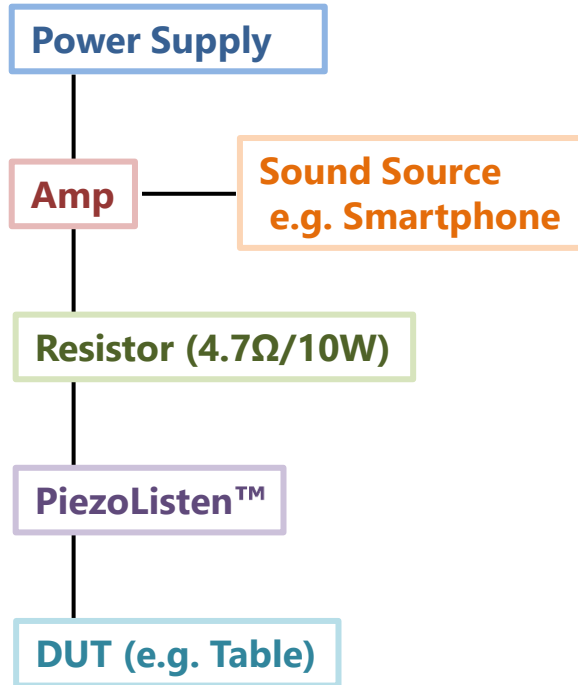 Power Supply
Amp
Sound Source
e.g. Smartphone
Resistor (4.7Ω/10W)
PiezoListen™
DUT (e.g. Table)